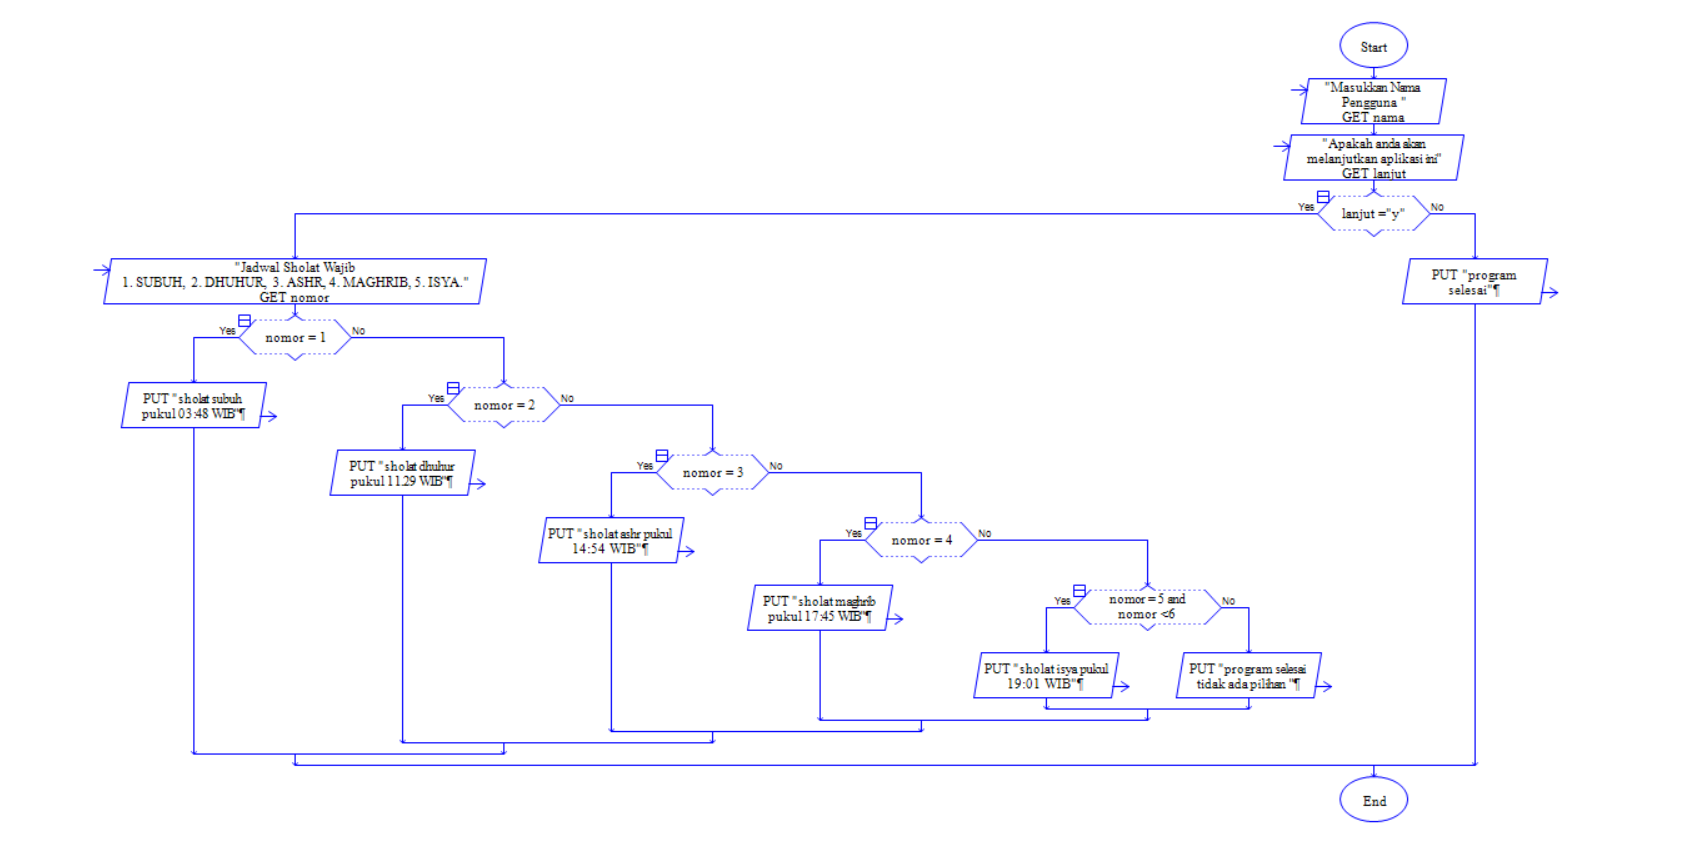 Start
"Masukkan Nama
Pengguna "
GET nama
"Apakah anda akan
melanjutkan aplikasi ini"
GET lanjut
Yes
lanjut ="y"
No
"Jadwal Sholat Wajib
1. SUBUH, 2. DHUHUR, 3. ASHR, 4. MAGHRIB, 5. ISYA."
GET nomor
PUT "program
selesai"¶
Yes
nomor = 1
No
PUT "sholat subuh
pukul 03:48 WIB"¶
Yes
nomor = 2
No
PUT "sholat dhuhur
pukul 11.29 WIB"¶
Yes
nomor = 3
No
PUT "sholat ashr pukul
14:54 WIB"¶
Yes
nomor = 4
No
PUT "sholat maghrib
pukul 17:45 WIB"¶
Yes
nomor = 5 and
nomor <6
No
PUT "sholat isya pukul
19:01 WIB"¶
PUT "program selesai
tidak ada pilihan "¶
End